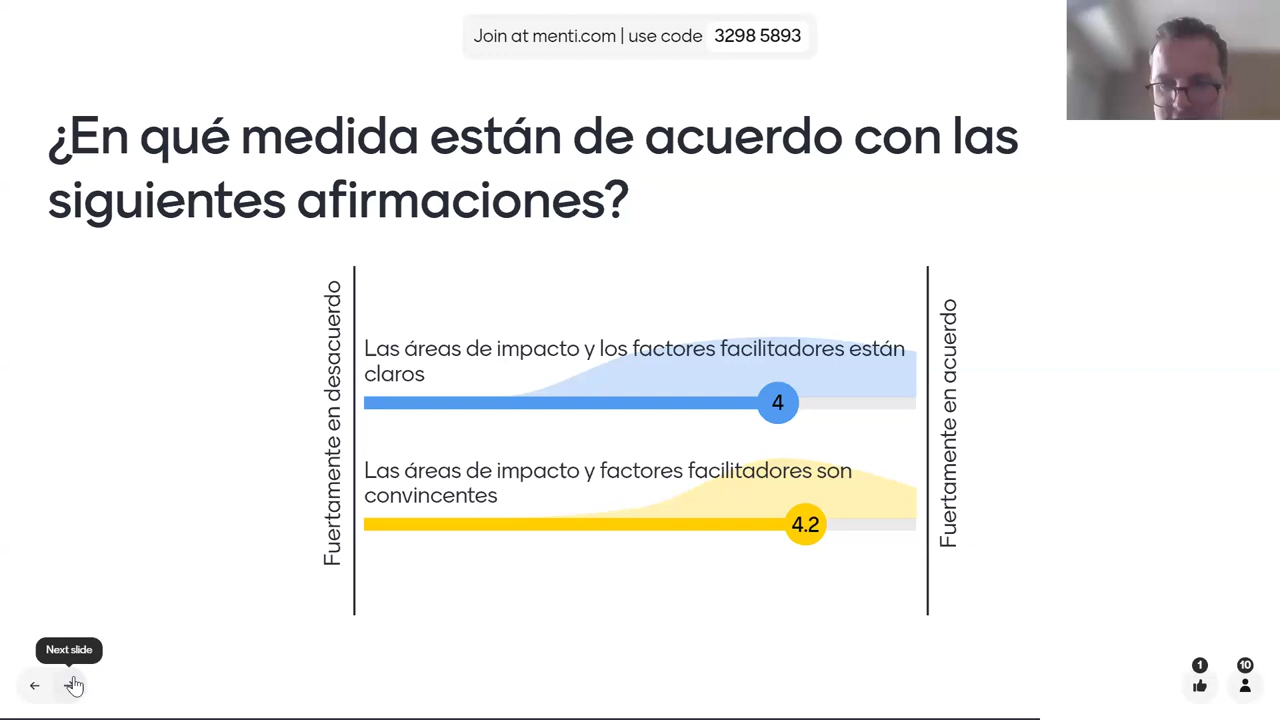 Join at menti.com | use code 3298 5893
¿En qué medida están de acuerdo con las
siguientes afirmaciones?
Fuertemente en desacuerdo
Las áreas de impacto y los factores facilitadores están
claros
4
Las áreas de impacto y factores facilitadores son
convincentes
4.2
Fuertemente en acuerdo
Next slide
1
10